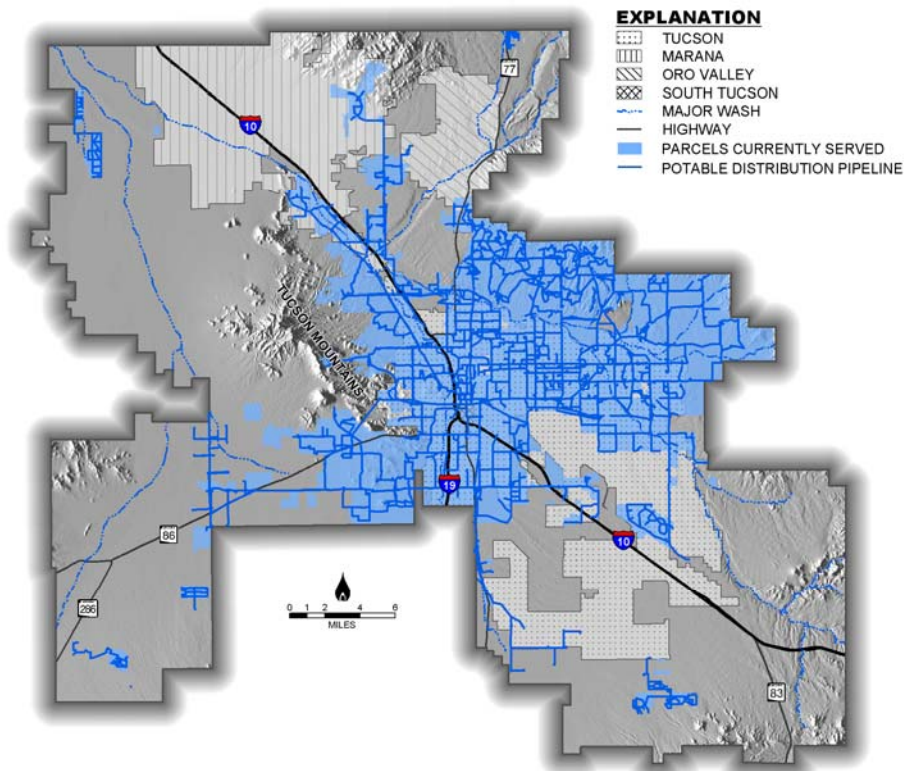 EXPLANATION
TUCSON
MARANA
ORO VALLEY
SOUTH TUCSON
MAJOR WASH
HIGHWAY
PARCELS CURRENTLY SERVED
POTABLE DISTRIBUTION PIPELINE
77
10
TUCSON MOUNTAINS
19
86
10
286
0 1 2 4 6
MILES
83